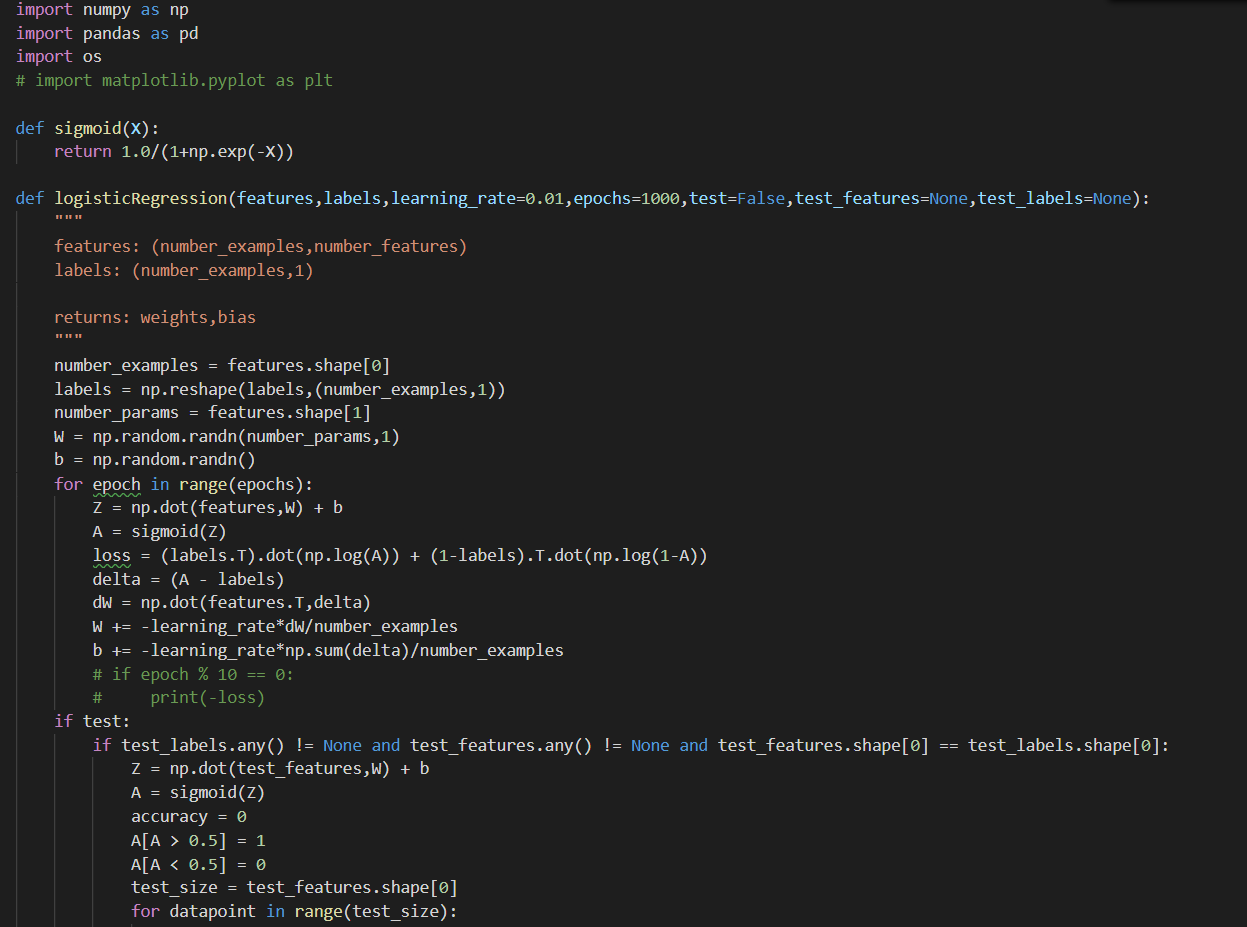 import numpy as np
import pandas as pd
import os
# import matplotlib.pyplot as plt

def sigmoid(X):
    return 1.0/(1+np.exp(-X))

def logisticRegression(features,labels,learning_rate=0.01,epochs=1000,test=False,test_features=None,test_labels=None):
    """
    features: (number_examples,number_features)
    labels: (number_examples,1)

    returns: weights,bias
    """
    number_examples = features.shape[0]
    labels = np.reshape(labels,(number_examples,1))
    number_params = features.shape[1]
    W = np.random.randn(number_params,1)
    b = np.random.randn()
    for epoch in range(epochs):
        Z = np.dot(features,W) + b
        A = sigmoid(Z)
        loss = (labels.T).dot(np.log(A)) + (1-labels).T.dot(np.log(1-A))
        delta = (A - labels)
        dW = np.dot(features.T,delta)
        W += -learning_rate*dW/number_examples
        b += -learning_rate*np.sum(delta)/number_examples
        # if epoch % 10 == 0:
        #     print(-loss)
    if test:
        if test_labels.any() != None and test_features.any() != None and test_features.shape[0] == test_labels.shape[0]:
            Z = np.dot(test_features,W) + b
            A = sigmoid(Z)
            accuracy = 0
            A[A > 0.5] = 1
            A[A < 0.5] = 0
            test_size = test_features.shape[0]
            for datapoint in range(test_size):